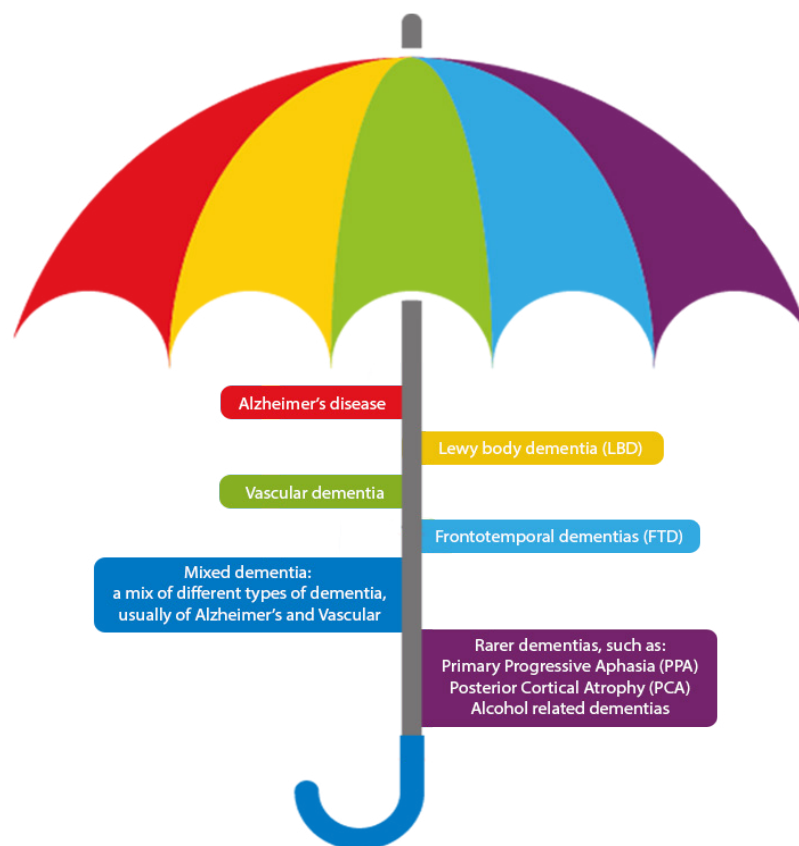 Alzheimer's disease
Lewy body dementia (LBD)
Vascular dementia
Frontotemporal dementias (FTD)
Mixed dementia:
a mix of different types of dementia,
usually of Alzheimer's and Vascular
Rarer dementias, such as:
Primary Progressive Aphasia (PPA)
Posterior Cortical Atrophy (PCA)
Alcohol related dementias